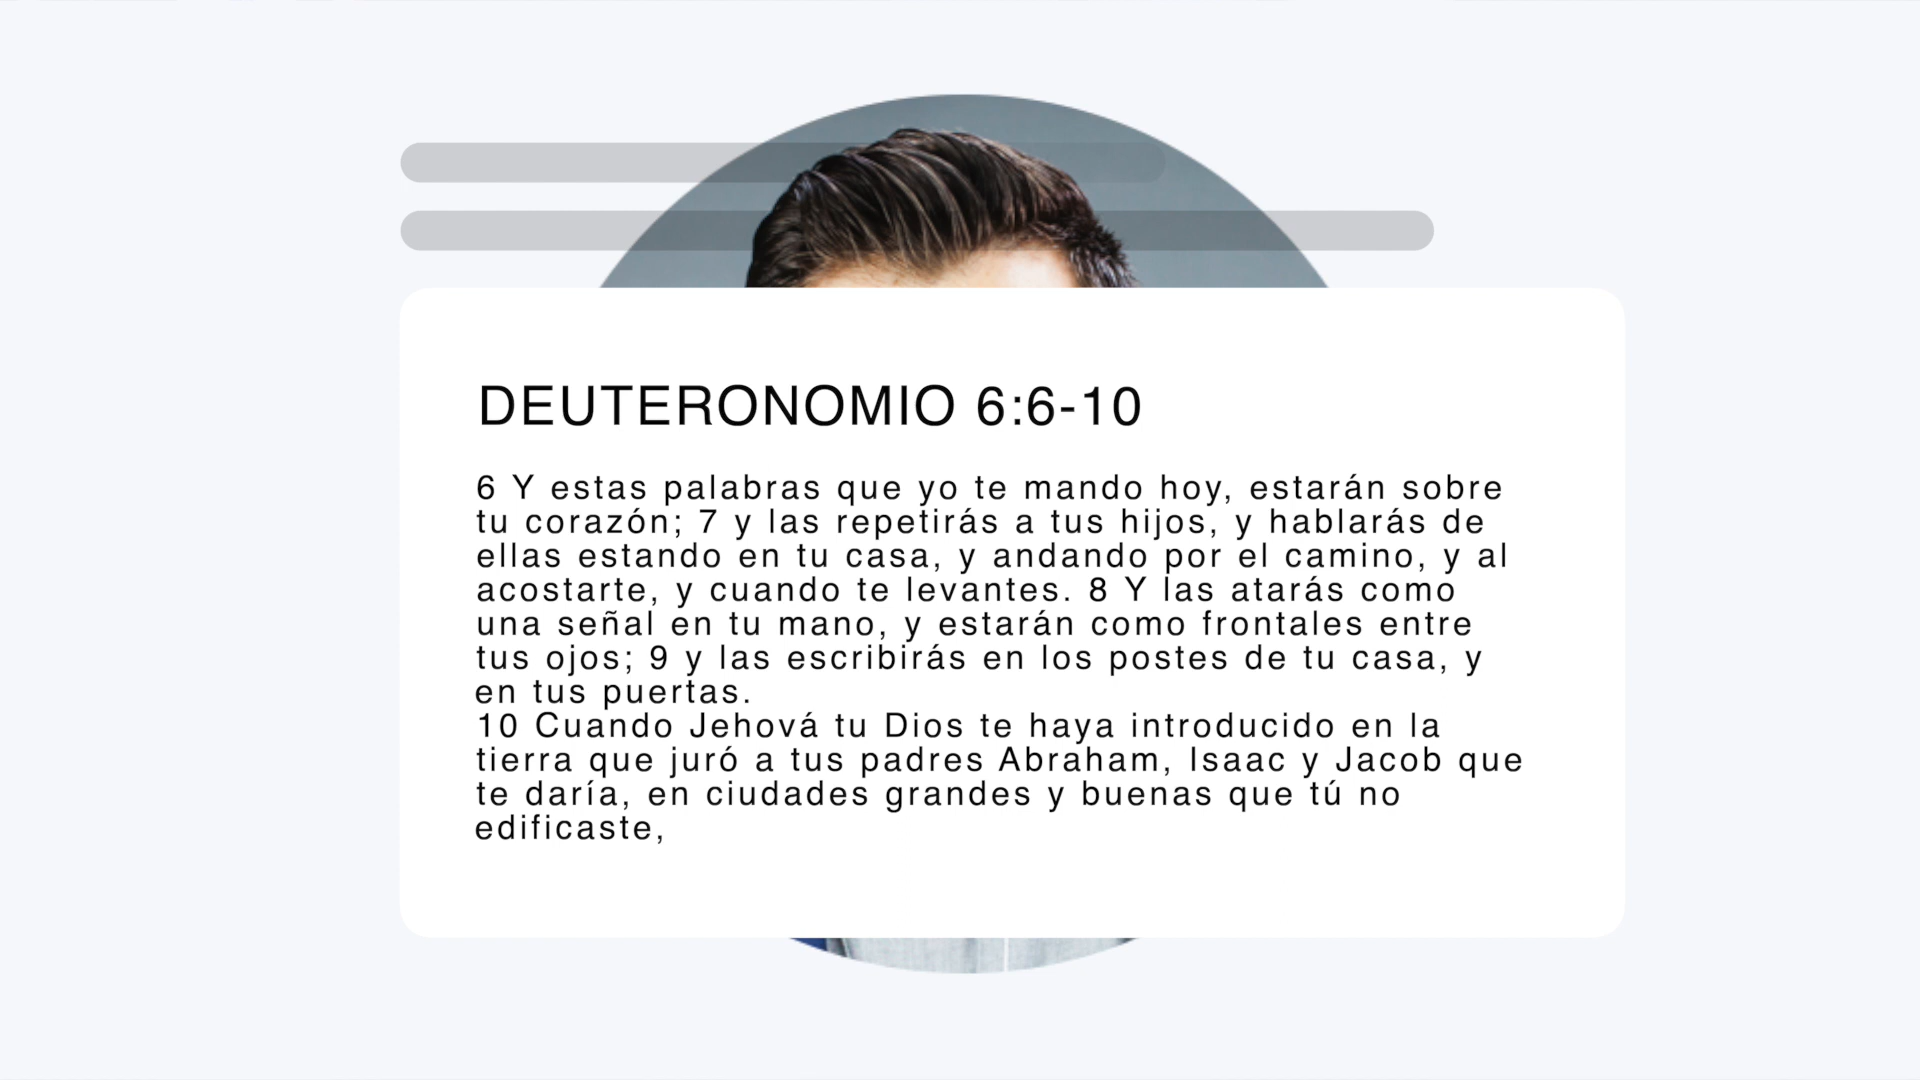 DEUTERONOMIO 6:6-10
6 Y estas palabras que yo te mando hoy, estarán sobre
tu corazón; 7 y las repetirás a tus hijos, y hablarás de
ellas estando en tu casa, y andando por el camino, y al
acostarte, y cuando te levantes. 8 Y las atarás como
una señal en tu mano, y estarán como frontales entre
tus ojos; 9 y las escribirás en los postes de tu casa, y
en tus puertas.
10 Cuando Jehová tu Dios te haya introducido en la
tierra que juró a tus padres Abraham, Isaac y Jacob que
te daría, en ciudades grandes y buenas que tú no
edificaste,